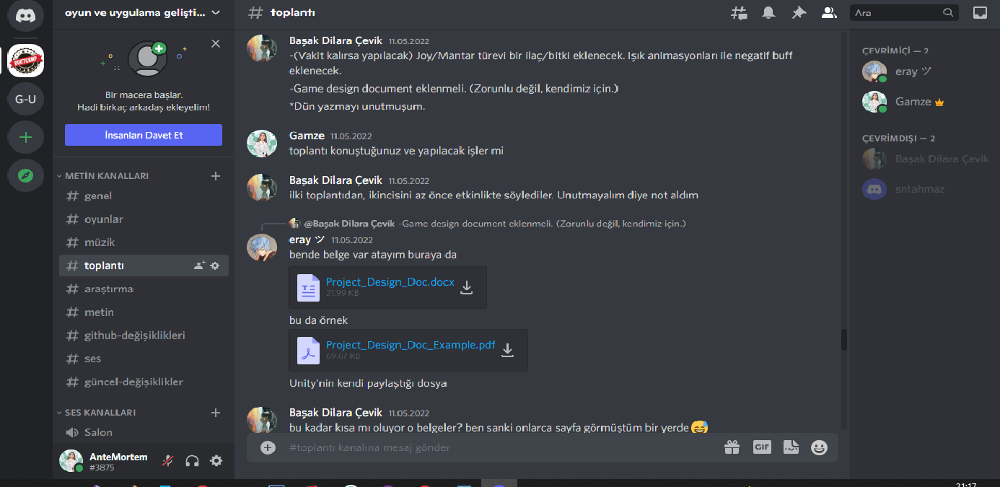 oyun ve uygulama gelişti...
# toplantı
Ara
BOOTCAMP
G-U
Bir macera başlar.
Hadi birkaç arkadaş ekleyelim!
İnsanları Davet Et
METİN KANALLARI
# genel
# oyunlar
# müzik
# toplantı
# araştırma
# metin
# github-değişiklikleri
# ses
# güncel-değişiklikler
SES KANALLARI
Salon
AnteMortem
#3875
Başak Dilara Çevik 11.05.2022
-(Vakit kalırsa yapılacak) Joy/Mantar türevi bir ilaç/bitki eklenecek. Işık animasyonları ile negatif buff
eklenecek.
-Game design document eklenmeli. (Zorunlu değil, kendimiz için.)
*Dün yazmayı unutmuşum.
Gamze 11.05.2022
toplantı konuştuğunuz ve yapılacak işler mi
Başak Dilara Çevik 11.05.2022
ilki toplantıdan, ikincisini az önce etkinlikte söylediler. Unutmayalım diye not aldım
@Başak Dilara Çevik -Game design document eklenmeli. (Zorunlu değil, kendimiz için.)
eray ツ 11.05.2022
bende belge var atayım buraya da
Project_Design_Doc.docx
21.99 KB
bu da örnek
Project_Design_Doc_Example.pdf
69.67 KB
Unity'nin kendi paylaştığı dosya
Başak Dilara Çevik 11.05.2022
bu kadar kısa mı oluyor o belgeler? ben sanki onlarca sayfa görmüştüm bir yerde 😅
#toplantı kanalına mesaj gönder
GIF
ÇEVRİMİÇİ — 2
eray ツ
Gamze
ÇEVRİMDIŞI — 2
Başak Dilara Çevik
sntahmaz
21:17